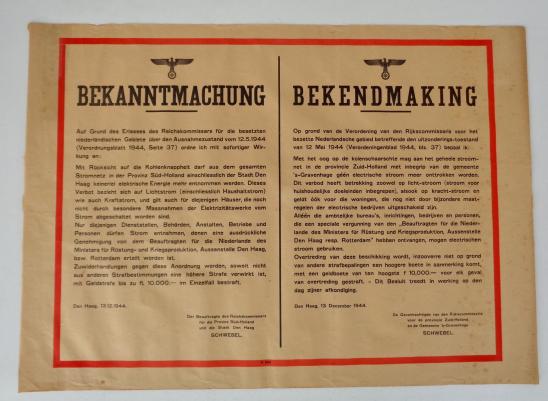 BEKANNTMACHUNG
Auf Grund des Erlasses des Reichskommissars für die besetzten
niederländischen Gebiete über den Ausnahmezustand vom 12.5.1944
(Verordnungsblatt 1944, Seite 37) ordne ich mit sofortiger Wir-
kung an:
Mit Rücksicht auf die Kohlenknappheit darf aus dem gesamten
Stromnetz in der Provinz Süd-Holland einschliesslich der Stadt Den
Haag keinerlei elektrische Energie mehr entnommen werden. Dieses
Verbot bezieht sich auf Lichtstrom (einschliesslich Haushaltstrom)
wie auch Kraftstrom, und gilt auch für diejenigen Häuser, die noch
nicht durch besondere Massnahmen der Elektrizitätswerke vom
Strom abgeschaltet worden sind.
Nur diejenigen Dienststellen, Behörden, Anstalten, Betriebe und
Personen dürfen Strom entnehmen, denen eine ausdrückliche
Genehmigung von dem Beauftragten für die Niederlande des
Ministers für Rüstung- und Kriegsproduktion, Aussenstelle Den Haag,
bzw. Rotterdam erteilt worden ist.
Zuwiderhandlungen gegen diese Anordnung werden, soweit nicht
aus anderen Strafbestimmungen eine höhere Strafe verwirkt ist,
mit Geldstrafe bis zu fl. 10.000.— im Einzelfall bestraft.
Den Haag, 13.12.1944.
Der Beauftragte des Reichskommissars
für die Provinz Süd-Holland
und die Stadt Den Haag
SCHWEBEL.
BEKENDMAKING
Op grond van de Verordening van den Rijkscommissaris voor het
bezette Nederlandsche gebied betreffende den uitzonderings-toestand
van 12 Mei 1944 (Verordeningenblad 1944, blz. 37) bepaal ik:
Met het oog op de kolenschaarschte mag aan het geheele stroom-
net in de provincie Zuid-Holland met inbegrip van de gemeente
's-Gravenhage géén electrische stroom meer onttrokken worden.
Dit verbod heeft betrekking zoowel op licht-stroom (stroom voor
huishoudelijke doeleinden inbegrepen), alsook op kracht-stroom en
geldt óók voor die woningen, die nog niet door bijzondere maat-
regelen der electrische bedrijven uitgeschakeld zijn.
Alléén die ambtelijke bureau's, inrichtingen, bedrijven en personen,
die een speciale vergunning van den „Beauftragten für die Nieder-
lande des Ministers für Rüstung und Kriegsproduktion, Aussenstelle
Den Haag resp. Rotterdam" hebben ontvangen, mogen electrischen
stroom gebruiken.
Overtreding van deze beschikking wordt, inzooverre niet op grond
van andere strafbepalingen een hoogere boete in aanmerking komt,
met een geldboete van ten hoogste f 10.000.— voor elk geval
van overtreding gestraft. - Dit Besluit treedt in werking op den
dag zijner afkondiging.
Den Haag, 13 December 1944.
De Gevolmachtigde van den Rijkscommissaris
voor de provincie Zuid-Holland
en de Gemeente 's-Gravenhage
SCHWEBEL.